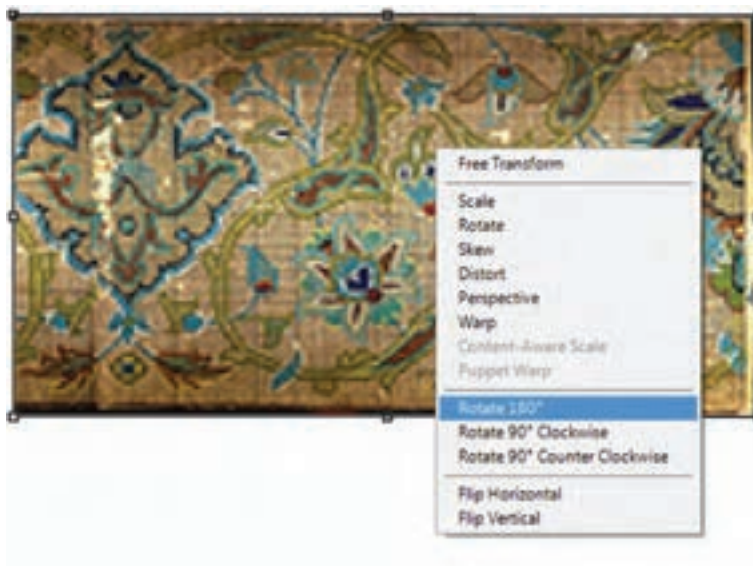 Free Transform
Scale
Rotate
Skew
Distort
Perspective
Warp
Content-Aware Scale
Puppet Warp
Rotate 180°
Rotate 90° Clockwise
Rotate 90° Counter Clockwise
Flip Horizontal
Flip Vertical